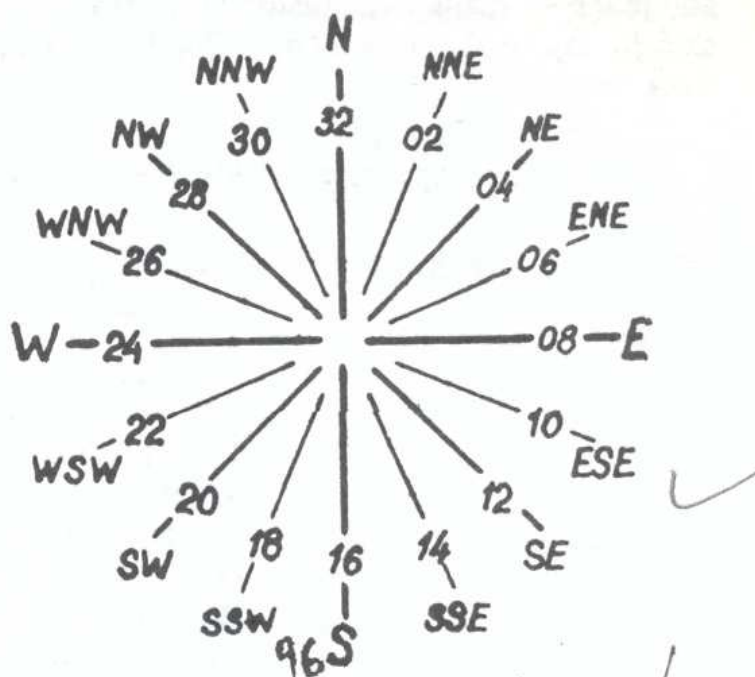 N
NNW NNE
32
30 02
NW NE
28 04
WNW ENE
26 06
W 24 08 E
22 10
WSW ESE
20 12
SW SE
18 16 14
SSW SSE
96 S